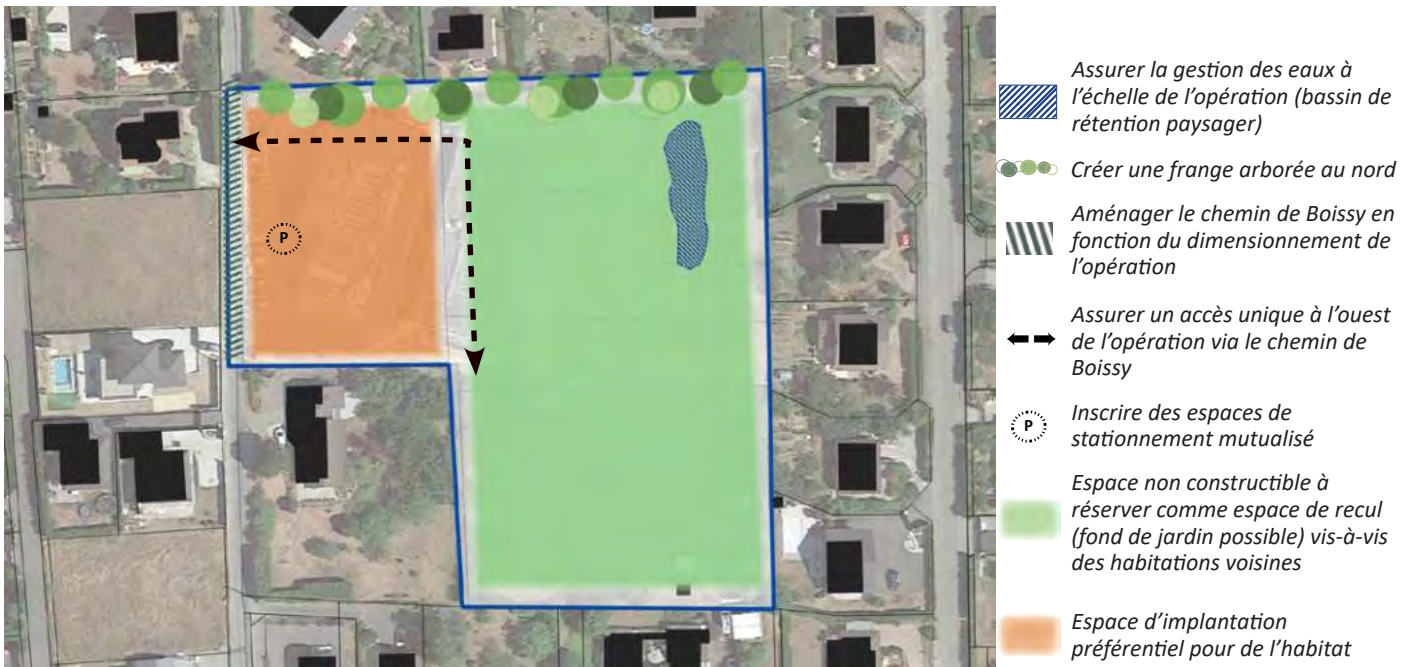 Assurer la gestion des eaux à
l'échelle de l'opération (bassin de
rétention paysager)
Créer une frange arborée au nord
Aménager le chemin de Boissy en
fonction du dimensionnement de
l'opération
Assurer un accès unique à l'ouest
de l'opération via le chemin de
Boissy
P
P
Inscrire des espaces de
stationnement mutualisé
Espace non constructible à
réserver comme espace de recul
(fond de jardin possible) vis-à-vis
des habitations voisines
Espace d'implantation
préférentiel pour de l'habitat